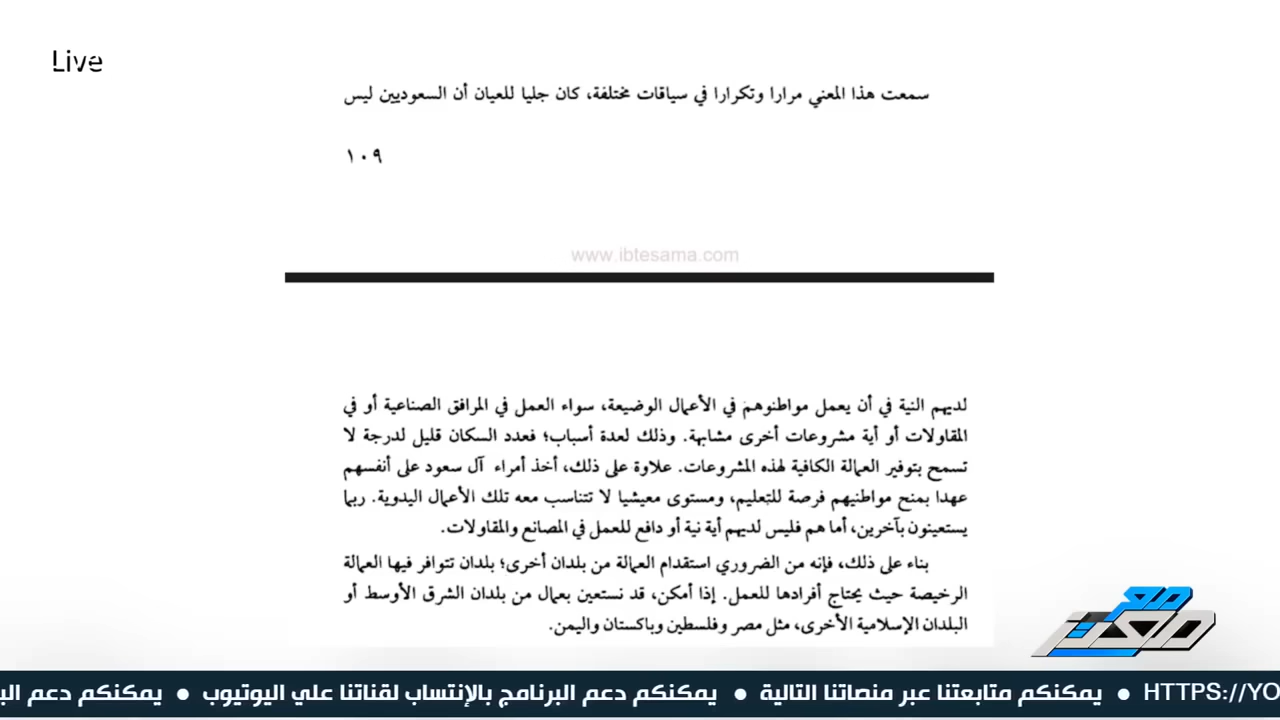 Live
سمعت هذا المعني مرارا وتكرارا في سياقات مختلفة، كان جليا للعيان أن السعوديين ليس
١٠٩
www.ibtesama.com
لديهم النية في أن يعمل مواطنوهم في الأعمال الوضيعة، سواء العمل في المرافق الصناعية أو في
المقاولات أو أية مشروعات أخرى مشابهة. وذلك لعدة أسباب؛ فعدد السكان قليل لدرجة لا
تسمح بتوفير العمالة الكافية لهذه المشروعات. علاوة على ذلك، أخذ أمراء آل سعود على أنفسهم
عهدا بمنح مواطنيهم فرصة للتعليم، ومستوى معيشيا لا تتناسب معه تلك الأعمال اليدوية. ربما
يستعينون بآخرين، أما هم فليس لديهم أية نية أو دافع للعمل في المصانع والمقاولات.
بناء على ذلك، فإنه من الضروري استقدام العمالة من بلدان أخرى؛ بلدان تتوافر فيها العمالة
الرخيصة حيث يحتاج أفرادها للعمل. إذا أمكن، قد نستعين بعمال من بلدان الشرق الأوسط أو
البلدان الإسلامية الأخرى، مثل مصر وفلسطين وباكستان واليمن.
مع
HTTPS://YO ● يمكنكم متابعتنا عبر منصاتنا التالية ● يمكنكم دعم البرنامج بالإنتساب لقناتنا علي اليوتيوب ● يمكنكم دعم الب